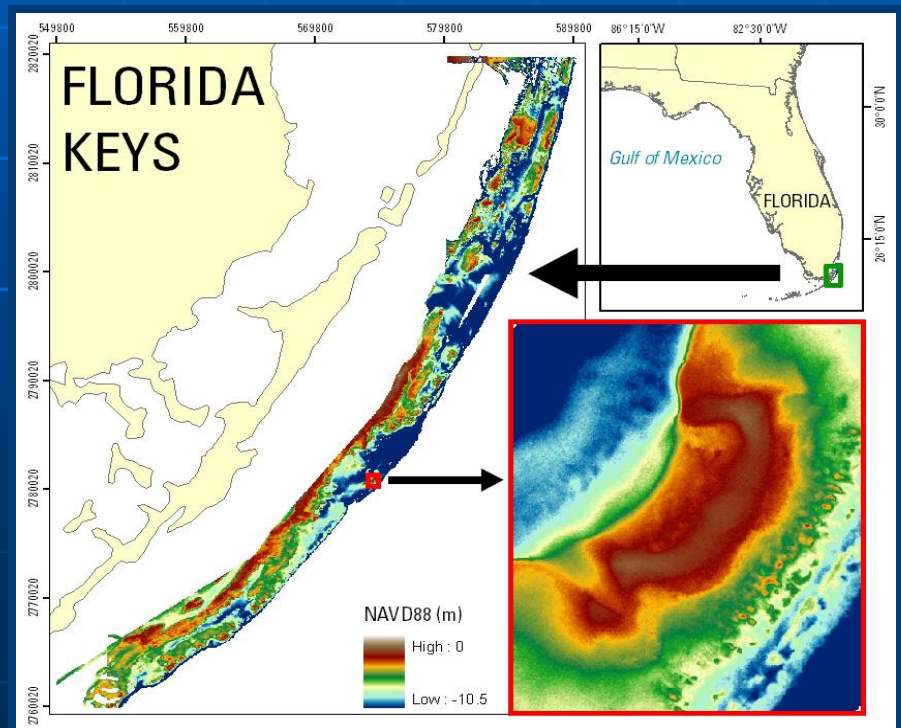 549800 559800 569800 579800 589800
2820020
2810020
2800020
2790020
2780020
2770020
2760020
FLORIDA
KEYS
86°15'0"W 82°30'0"W
30°0'0"N
26°15'0"N
Gulf of Mexico
FLORIDA
NAVD88 (m)
High : 0
Low : -10.5